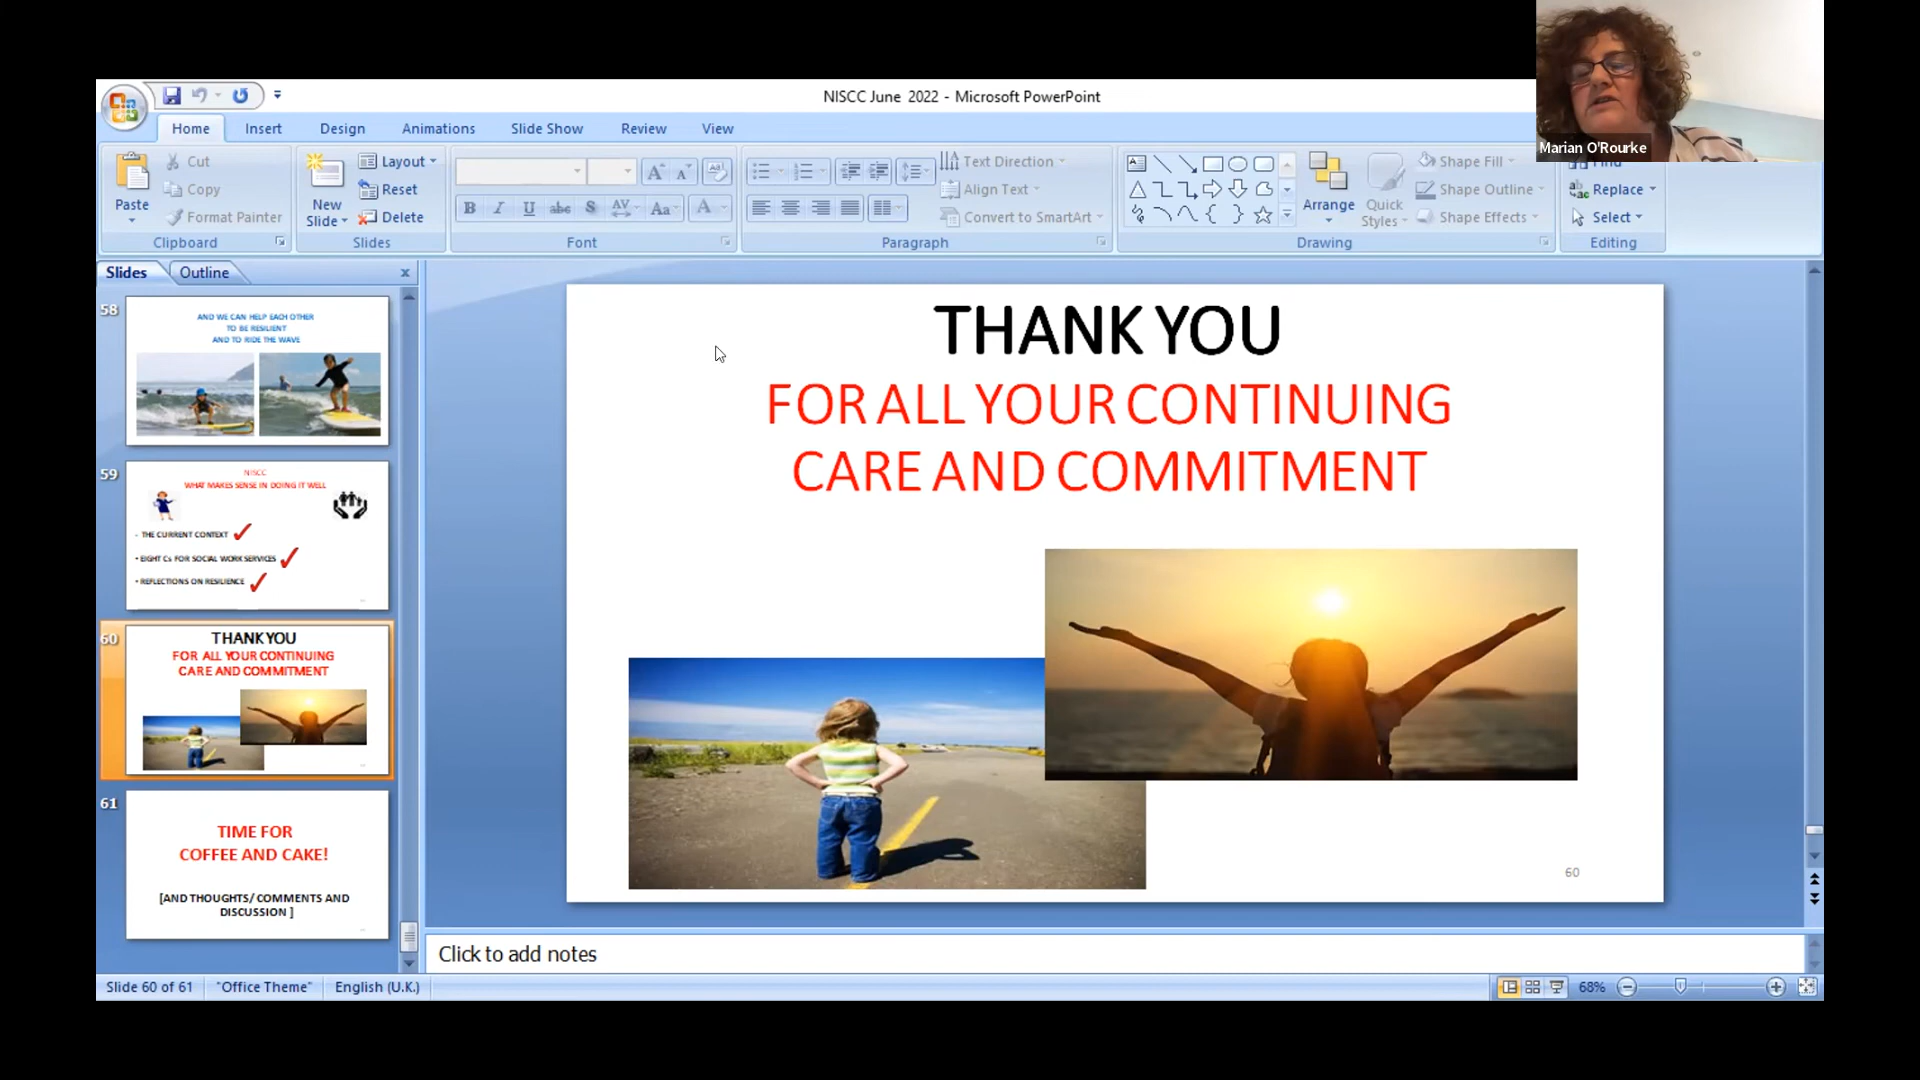 NISCC June 2022 - Microsoft PowerPoint
Home Insert Design Animations Slide Show Review View
Marian O'Rourke
Paste
Cut
Copy
Format Painter
Clipboard
New
Slide
Layout
Reset
Delete
Slides
Font
Text Direction
Align Text
Convert to SmartArt
Paragraph
Arrange
Quick
Styles
Shape Fill
Shape Outline
Shape Effects
Drawing
Find
Replace
Select
Editing
Slides Outline
58
AND WE CAN HELP EACH OTHER
TO BE RESILIENT
AND TO RIDE THE WAVE
59
NISCC
WHAT MAKES SENSE IN DOING IT WELL
- THE CURRENT CONTEXT
• EIGHT Cs FOR SOCIAL WORK SERVICES
• REFLECTIONS ON RESILIENCE
60
THANK YOU
FOR ALL YOUR CONTINUING
CARE AND COMMITMENT
61
TIME FOR
COFFEE AND CAKE!
[AND THOUGHTS/ COMMENTS AND
DISCUSSION ]
THANK YOU
FOR ALL YOUR CONTINUING
CARE AND COMMITMENT
60
Click to add notes
Slide 60 of 61 "Office Theme" English (U.K.) 68%